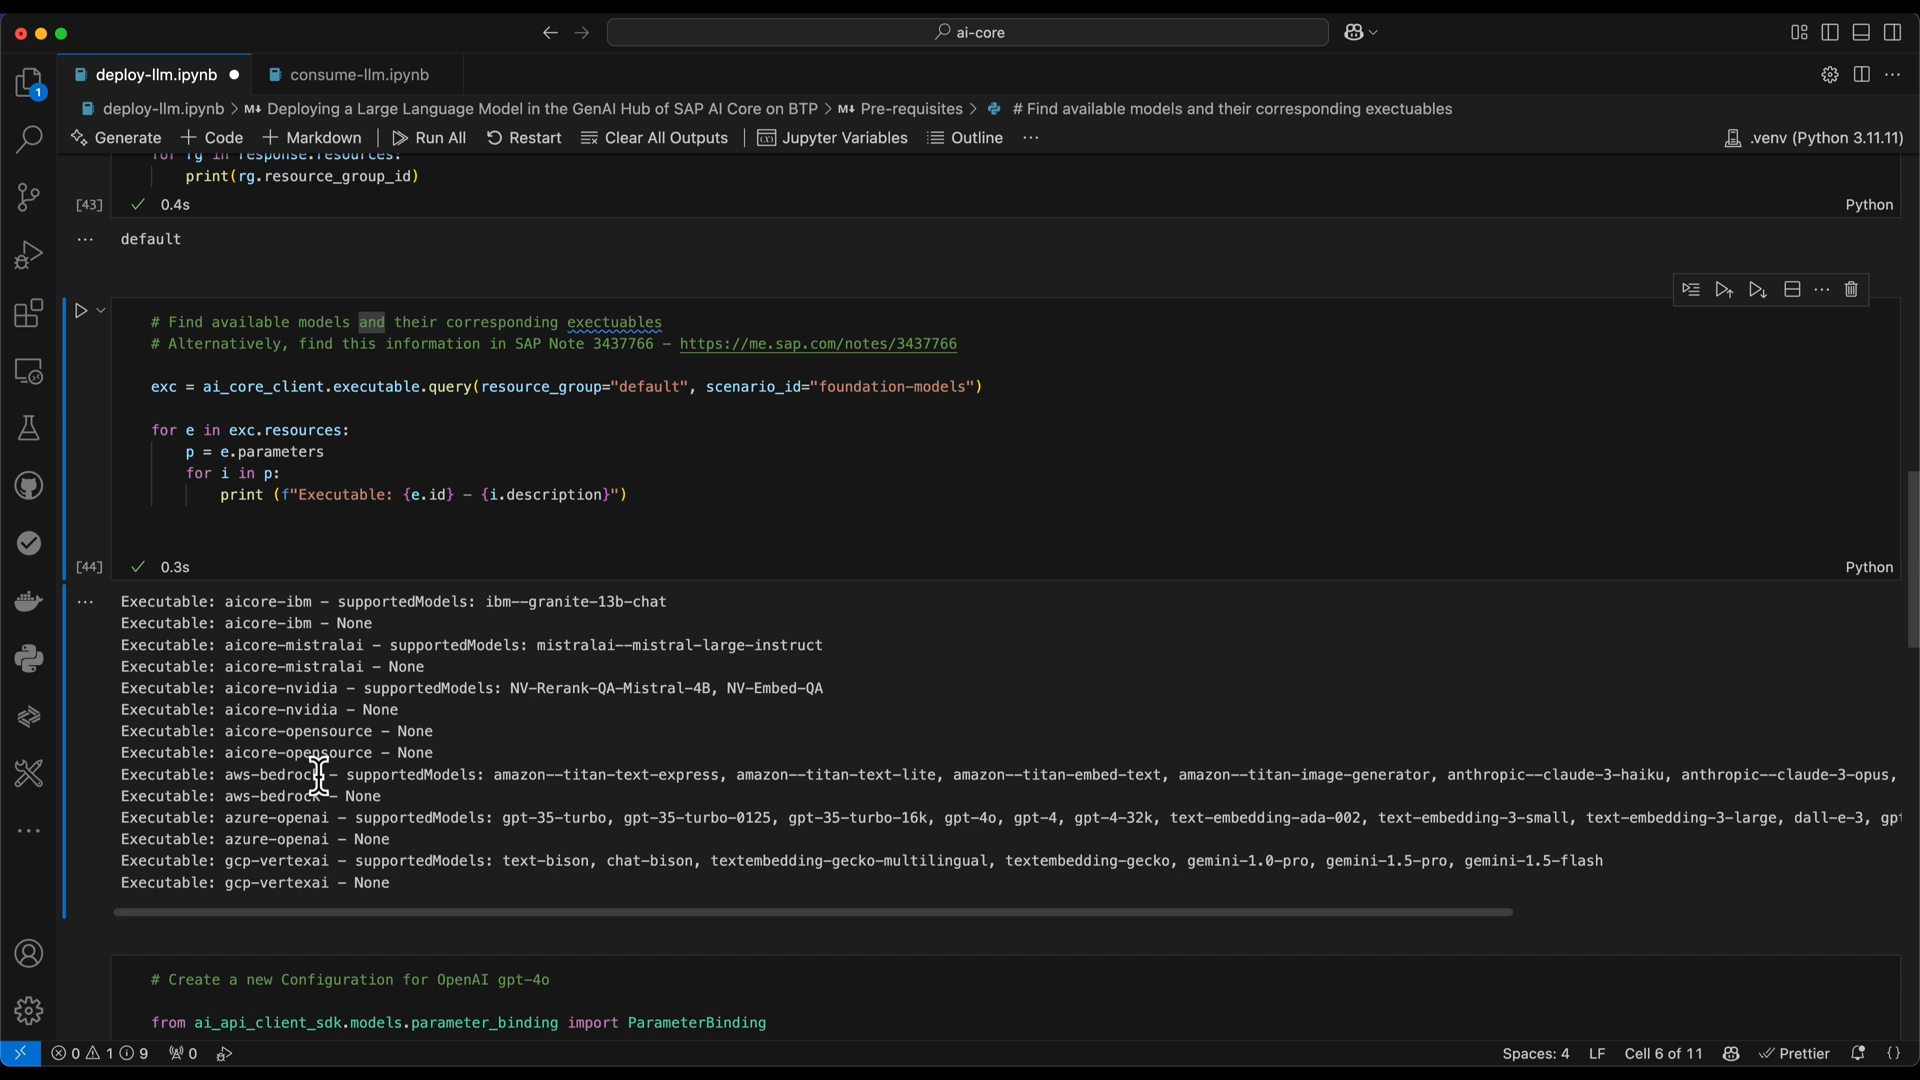 ai-core
deploy-llm.ipynb
consume-llm.ipynb
1
deploy-llm.ipynb > M↓ Deploying a Large Language Model in the GenAI Hub of SAP AI Core on BTP > M↓ Pre-requisites > # Find available models and their corresponding exectuables
Generate + Code + Markdown Run All Restart Clear All Outputs Jupyter Variables Outline ··· .venv (Python 3.11.11)
for rg in response.resources:
print(rg.resource_group_id)
[43] 0.4s Python
default
# Find available models and their corresponding exectuables
# Alternatively, find this information in SAP Note 3437766 – https://me.sap.com/notes/3437766
exc = ai_core_client.executable.query(resource_group="default", scenario_id="foundation-models")
for e in exc.resources:
p = e.parameters
for i in p:
print (f"Executable: {e.id} – {i.description}")
[44] 0.3s Python
Executable: aicore-ibm – supportedModels: ibm--granite-13b-chat
Executable: aicore-ibm – None
Executable: aicore-mistralai – supportedModels: mistralai--mistral-large-instruct
Executable: aicore-mistralai – None
Executable: aicore-nvidia – supportedModels: NV-Rerank-QA-Mistral-4B, NV-Embed-QA
Executable: aicore-nvidia – None
Executable: aicore-opensource – None
Executable: aicore-opensource – None
Executable: aws-bedrock – supportedModels: amazon--titan-text-express, amazon--titan-text-lite, amazon--titan-embed-text, amazon--titan-image-generator, anthropic--claude-3-haiku, anthropic--claude-3-opus,
Executable: aws-bedrock – None
Executable: azure-openai – supportedModels: gpt-35-turbo, gpt-35-turbo-0125, gpt-35-turbo-16k, gpt-4o, gpt-4, gpt-4-32k, text-embedding-ada-002, text-embedding-3-small, text-embedding-3-large, dall-e-3, gpt
Executable: azure-openai – None
Executable: gcp-vertexai – supportedModels: text-bison, chat-bison, textembedding-gecko-multilingual, textembedding-gecko, gemini-1.0-pro, gemini-1.5-pro, gemini-1.5-flash
Executable: gcp-vertexai – None
# Create a new Configuration for OpenAI gpt-4o
from ai_api_client_sdk.models.parameter_binding import ParameterBinding
0 1 9 0 Spaces: 4 LF Cell 6 of 11 Prettier {}